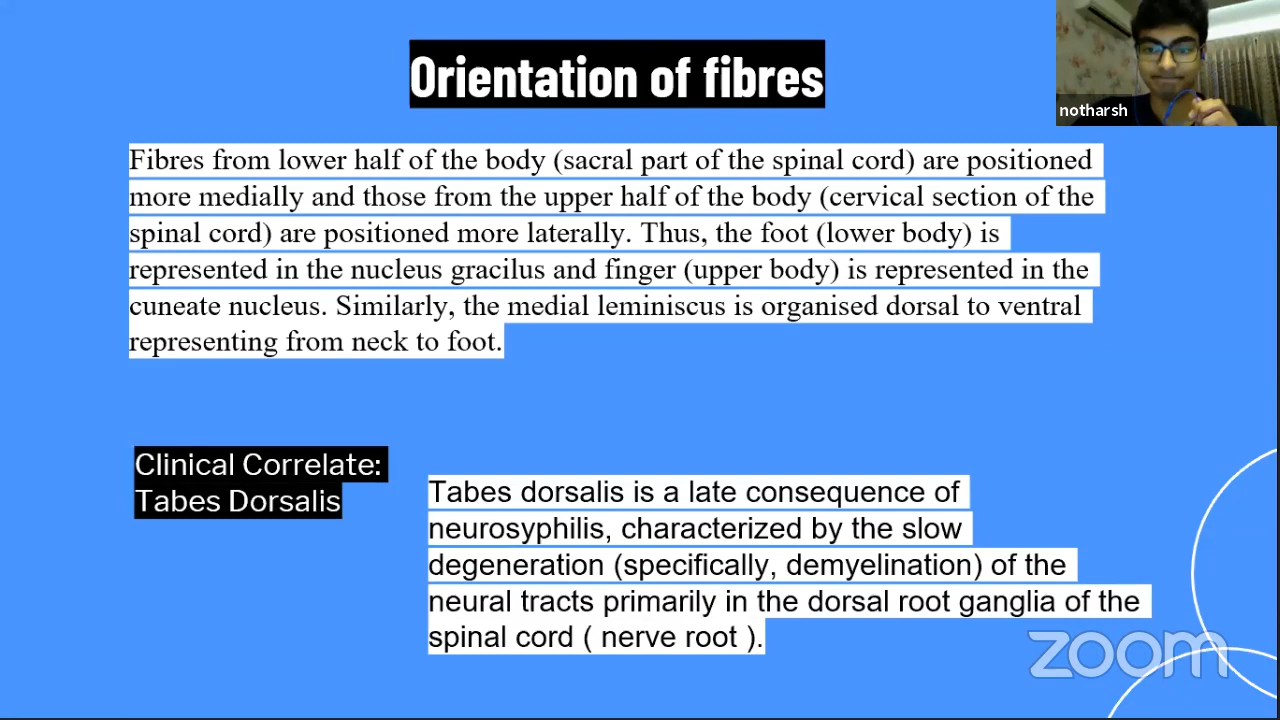 Orientation of fibres
notharsh
Fibres from lower half of the body (sacral part of the spinal cord) are positioned
more medially and those from the upper half of the body (cervical section of the
spinal cord) are positioned more laterally. Thus, the foot (lower body) is
represented in the nucleus gracilus and finger (upper body) is represented in the
cuneate nucleus. Similarly, the medial leminiscus is organised dorsal to ventral
representing from neck to foot.
Clinical Correlate:
Tabes Dorsalis
Tabes dorsalis is a late consequence of
neurosyphilis, characterized by the slow
degeneration (specifically, demyelination) of the
neural tracts primarily in the dorsal root ganglia of the
spinal cord ( nerve root ).
zoom